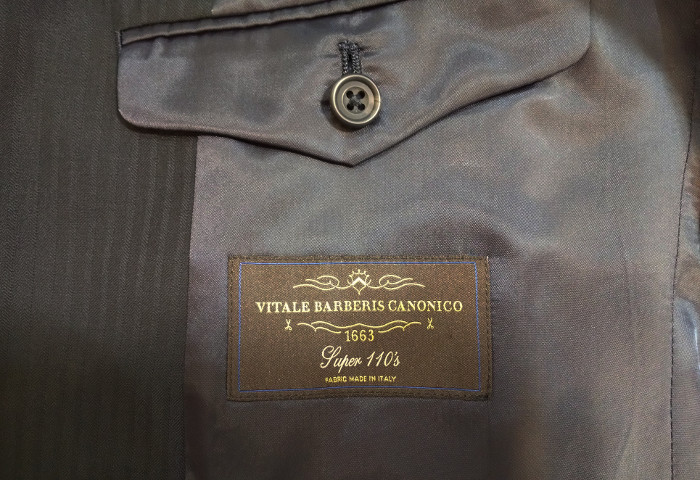 VITALE BARBERIS CANONICO
1663
Super 110's
FABRIC MADE IN ITALY